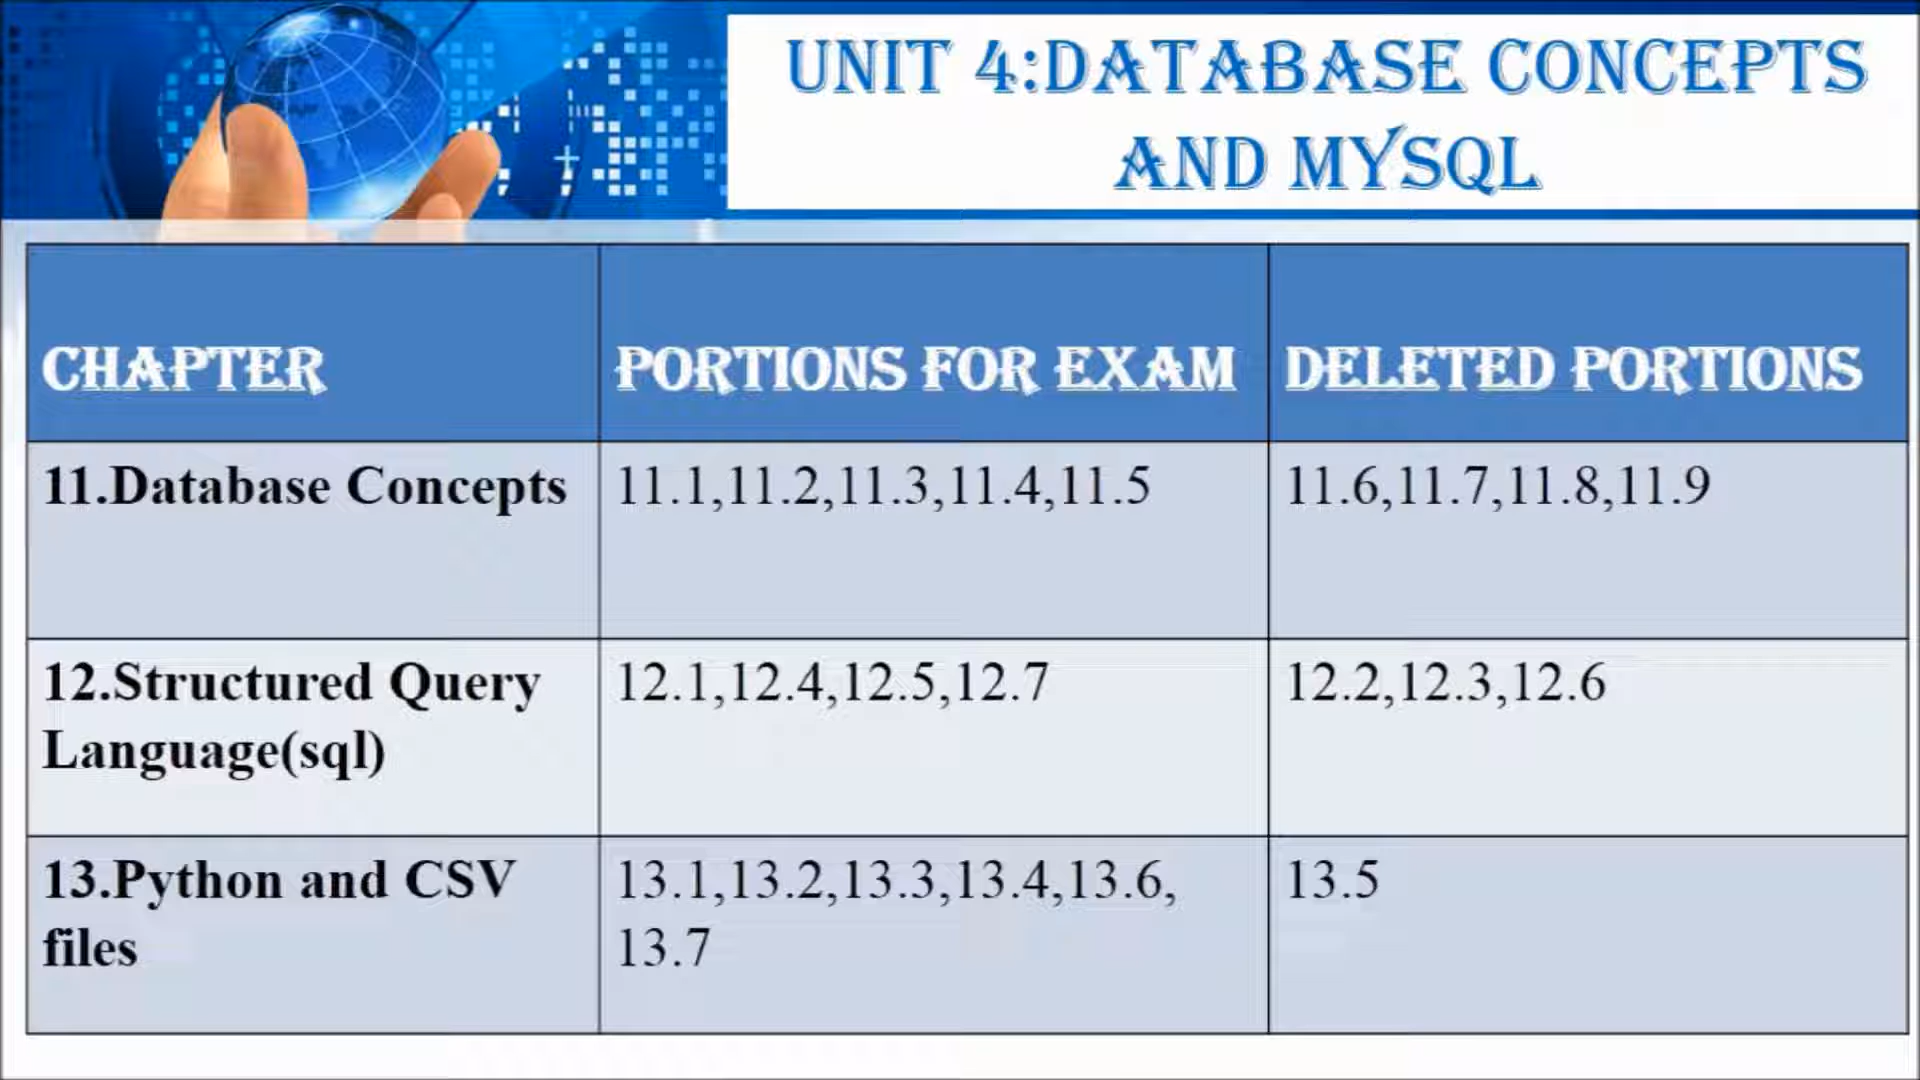 UNIT 4:DATABASE CONCEPTS
AND MYSQL
CHAPTER
PORTIONS FOR EXAM
DELETED PORTIONS
11.Database Concepts
11.1,11.2,11.3,11.4,11.5
11.6,11.7,11.8,11.9
12.Structured Query
Language(sql)
12.1,12.4,12.5,12.7
12.2,12.3,12.6
13.Python and CSV
files
13.1,13.2,13.3,13.4,13.6,
13.7
13.5